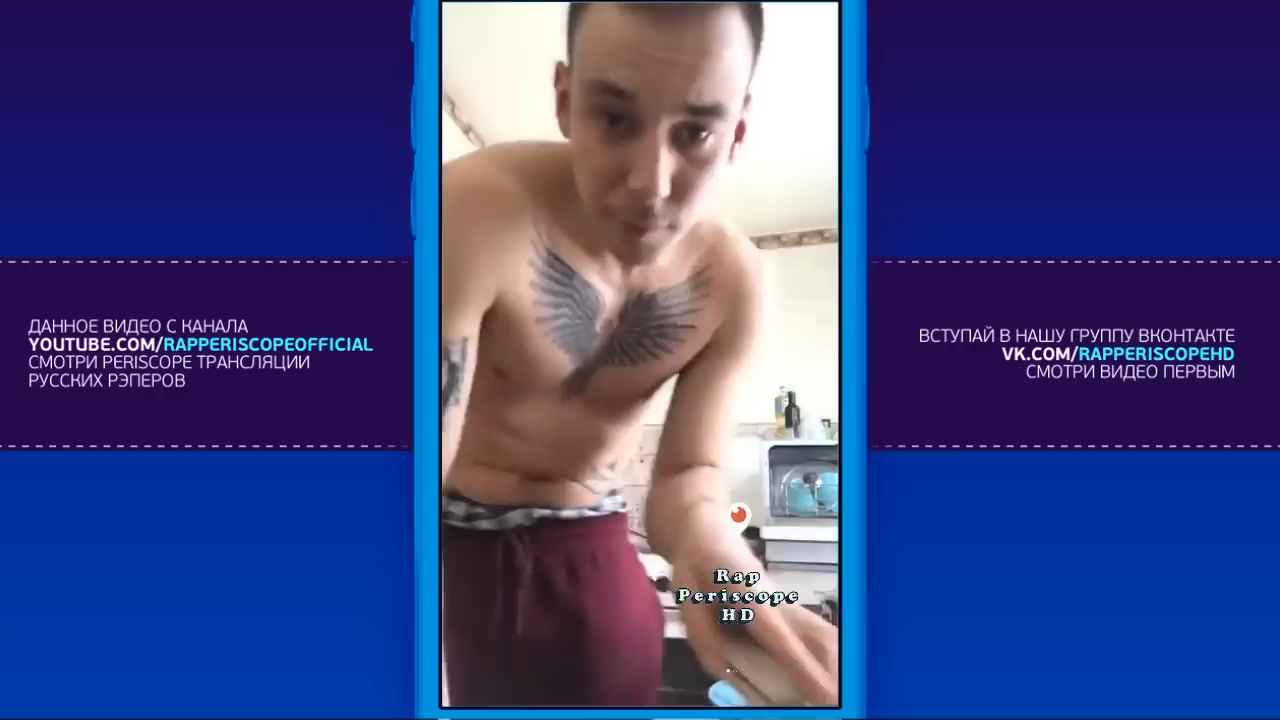 ДАННОЕ ВИДЕО С КАНАЛА
YOUTUBE.COM/RAPPERISCOPEOFFICIAL
СМОТРИ PERISCOPE ТРАНСЛЯЦИИ
РУССКИХ РЭПЕРОВ
ВСТУПАЙ В НАШУ ГРУППУ ВКОНТАКТЕ
VK.COM/RAPPERISCOPEHD
СМОТРИ ВИДЕО ПЕРВЫМ
Rap
Periscope
HD